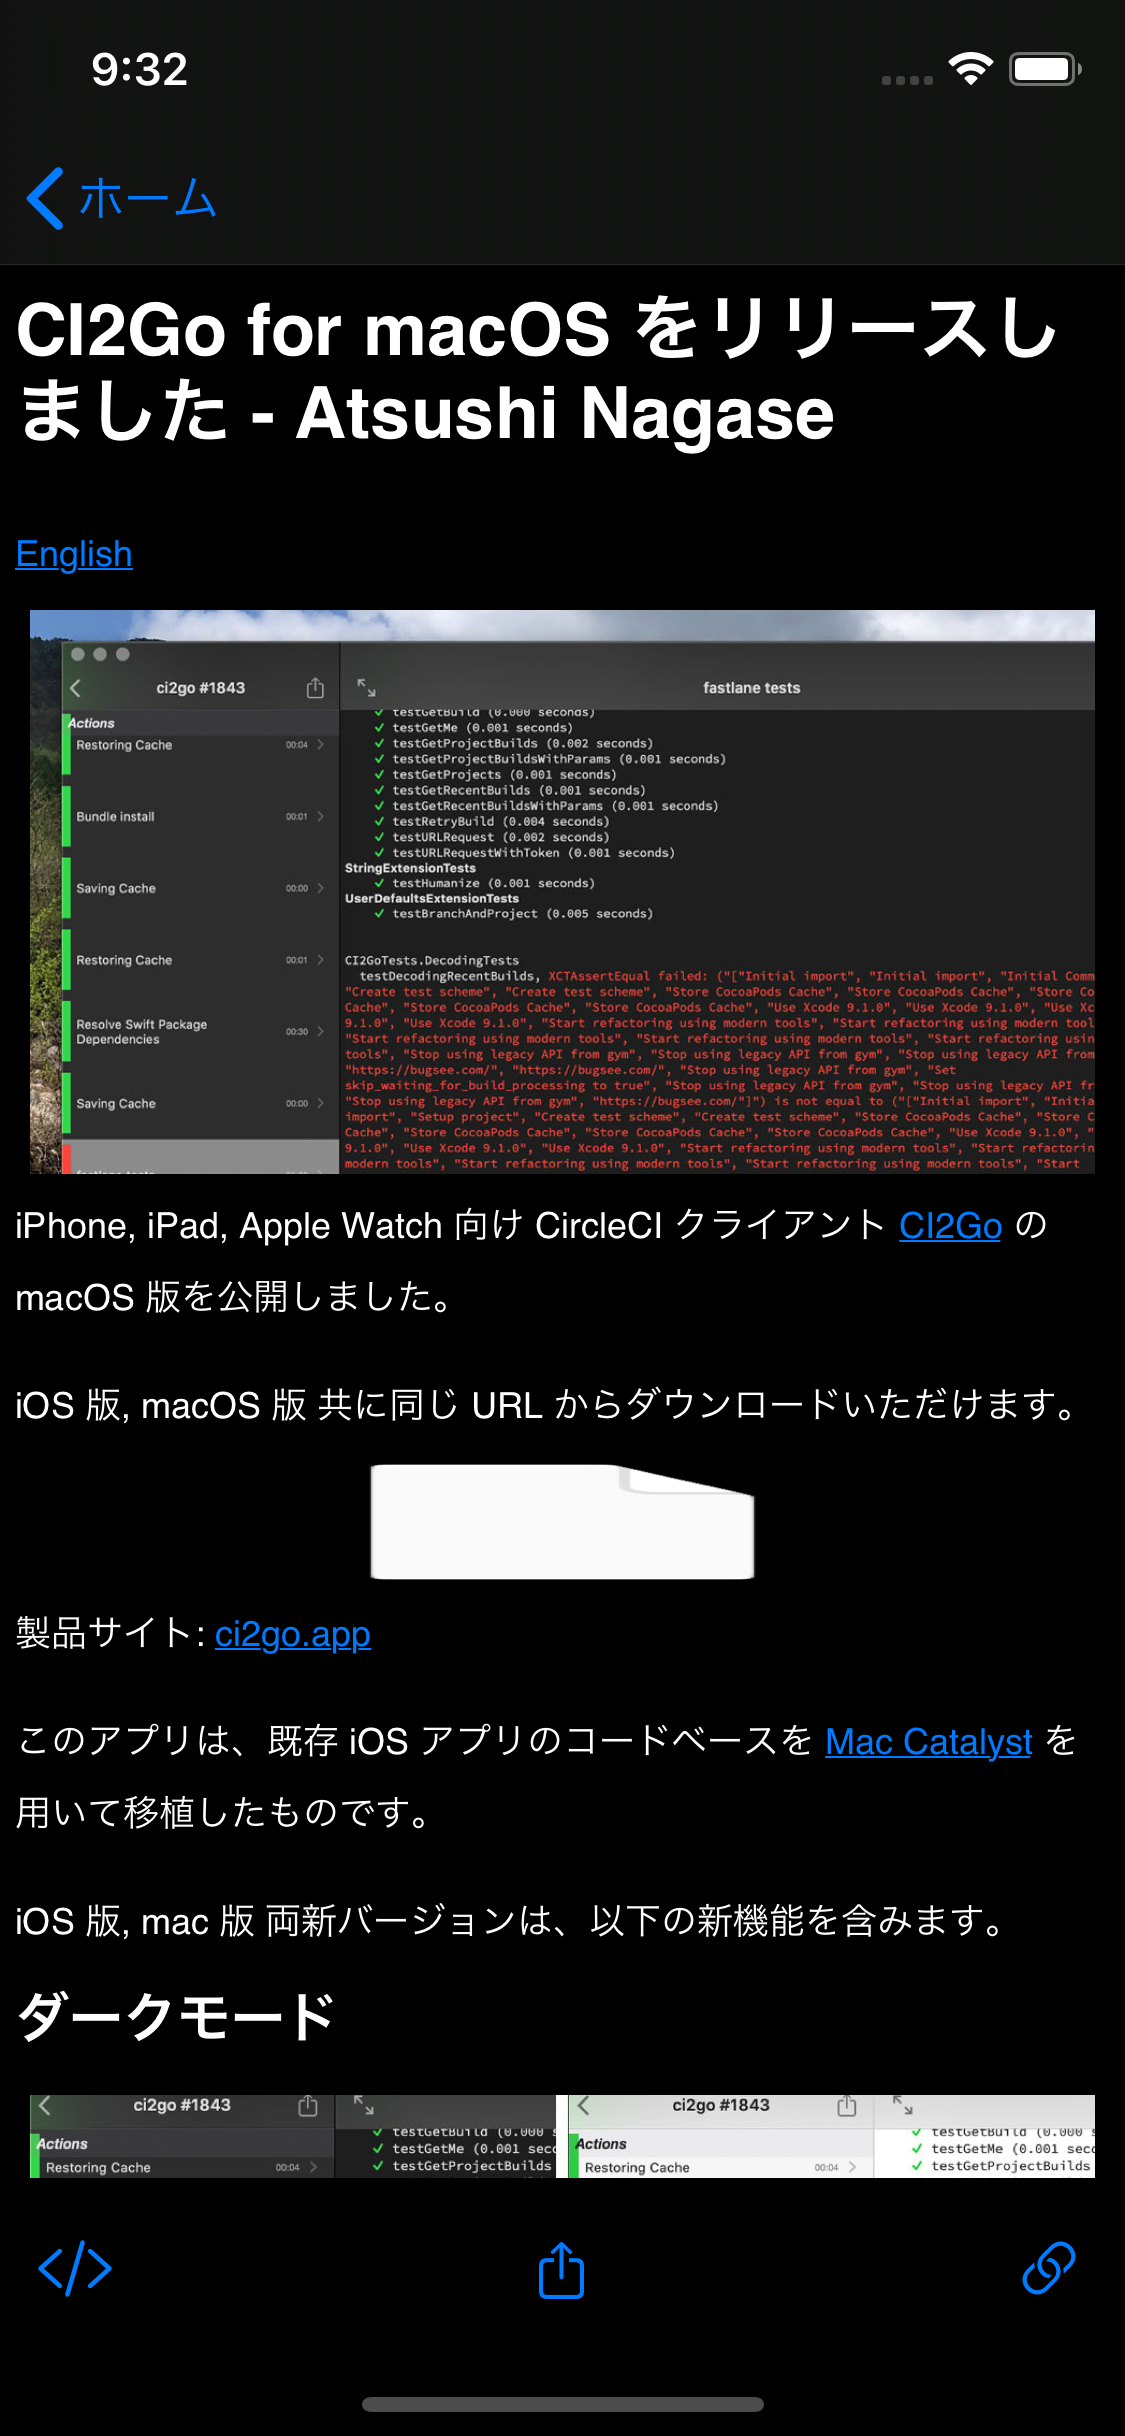 9:32
ホーム
CI2Go for macOS をリリースし
ました - Atsushi Nagase
English
ci2go #1843
fastlane tests
Actions
Restoring Cache 00:04
Bundle install 00:01
Saving Cache 00:00
Restoring Cache 00:01
Resolve Swift Package
Dependencies 00:30
Saving Cache 00:00
testGetBuild (0.000 seconds)
✓ testGetMe (0.001 seconds)
✓ testGetProjectBuilds (0.002 seconds)
✓ testGetProjectBuildsWithParams (0.001 seconds)
✓ testGetProjects (0.001 seconds)
✓ testGetRecentBuilds (0.001 seconds)
✓ testGetRecentBuildsWithParams (0.001 seconds)
✓ testRetryBuild (0.004 seconds)
✓ testURLRequest (0.002 seconds)
✓ testURLRequestWithToken (0.001 seconds)
StringExtensionTests
✓ testHumanize (0.001 seconds)
UserDefaultsExtensionTests
✓ testBranchAndProject (0.005 seconds)
CI2GoTests.DecodingTests
testDecodingRecentBuilds, XCTAssertEqual failed: ("["Initial import", "Initial import", "Initial Comm
"Create test scheme", "Create test scheme", "Store CocoaPods Cache", "Store CocoaPods Cache", "Store Co
Cache", "Store CocoaPods Cache", "Store CocoaPods Cache", "Use Xcode 9.1.0", "Use Xcode 9.1.0", "Use Xc
9.1.0", "Use Xcode 9.1.0", "Start refactoring using modern tools", "Start refactoring using modern tool
"Start refactoring using modern tools", "Start refactoring using modern tools", "Start refactoring usin
tools", "Stop using legacy API from gym", "Stop using legacy API from gym", "Stop using legacy API from
"https://bugsee.com/", "https://bugsee.com/", "Stop using legacy API from gym", "Set
skip_waiting_for_build_processing to true", "Stop using legacy API from gym", "Stop using legacy API fr
"Stop using legacy API from gym", "https://bugsee.com/"]") is not equal to ("["Initial import", "Initia
import", "Setup project", "Create test scheme", "Create test scheme", "Store CocoaPods Cache", "Store C
Cache", "Store CocoaPods Cache", "Store CocoaPods Cache", "Store CocoaPods Cache", "Use Xcode 9.1.0", "
9.1.0", "Use Xcode 9.1.0", "Use Xcode 9.1.0", "Start refactoring using modern tools", "Start refactorin
modern tools", "Start refactoring using modern tools", "Start refactoring using modern tools", "Start
iPhone, iPad, Apple Watch 向け CircleCI クライアント CI2Go の
macOS 版を公開しました。
iOS 版, macOS 版 共に同じ URL からダウンロードいただけます。
製品サイト: ci2go.app
このアプリは、既存 iOS アプリのコードベースを Mac Catalyst を
用いて移植したものです。
iOS 版, mac 版 両新バージョンは、以下の新機能を含みます。
ダークモード
ci2go #1843
Actions
Restoring Cache 00:04
✓ testGetBuild (0.000 s
✓ testGetMe (0.001 sec
✓ testGetProjectBuilds
ci2go #1843
Actions
Restoring Cache 00:04
✓ testGetBuild (0.000 s
✓ testGetMe (0.001 sec
✓ testGetProjectBuilds